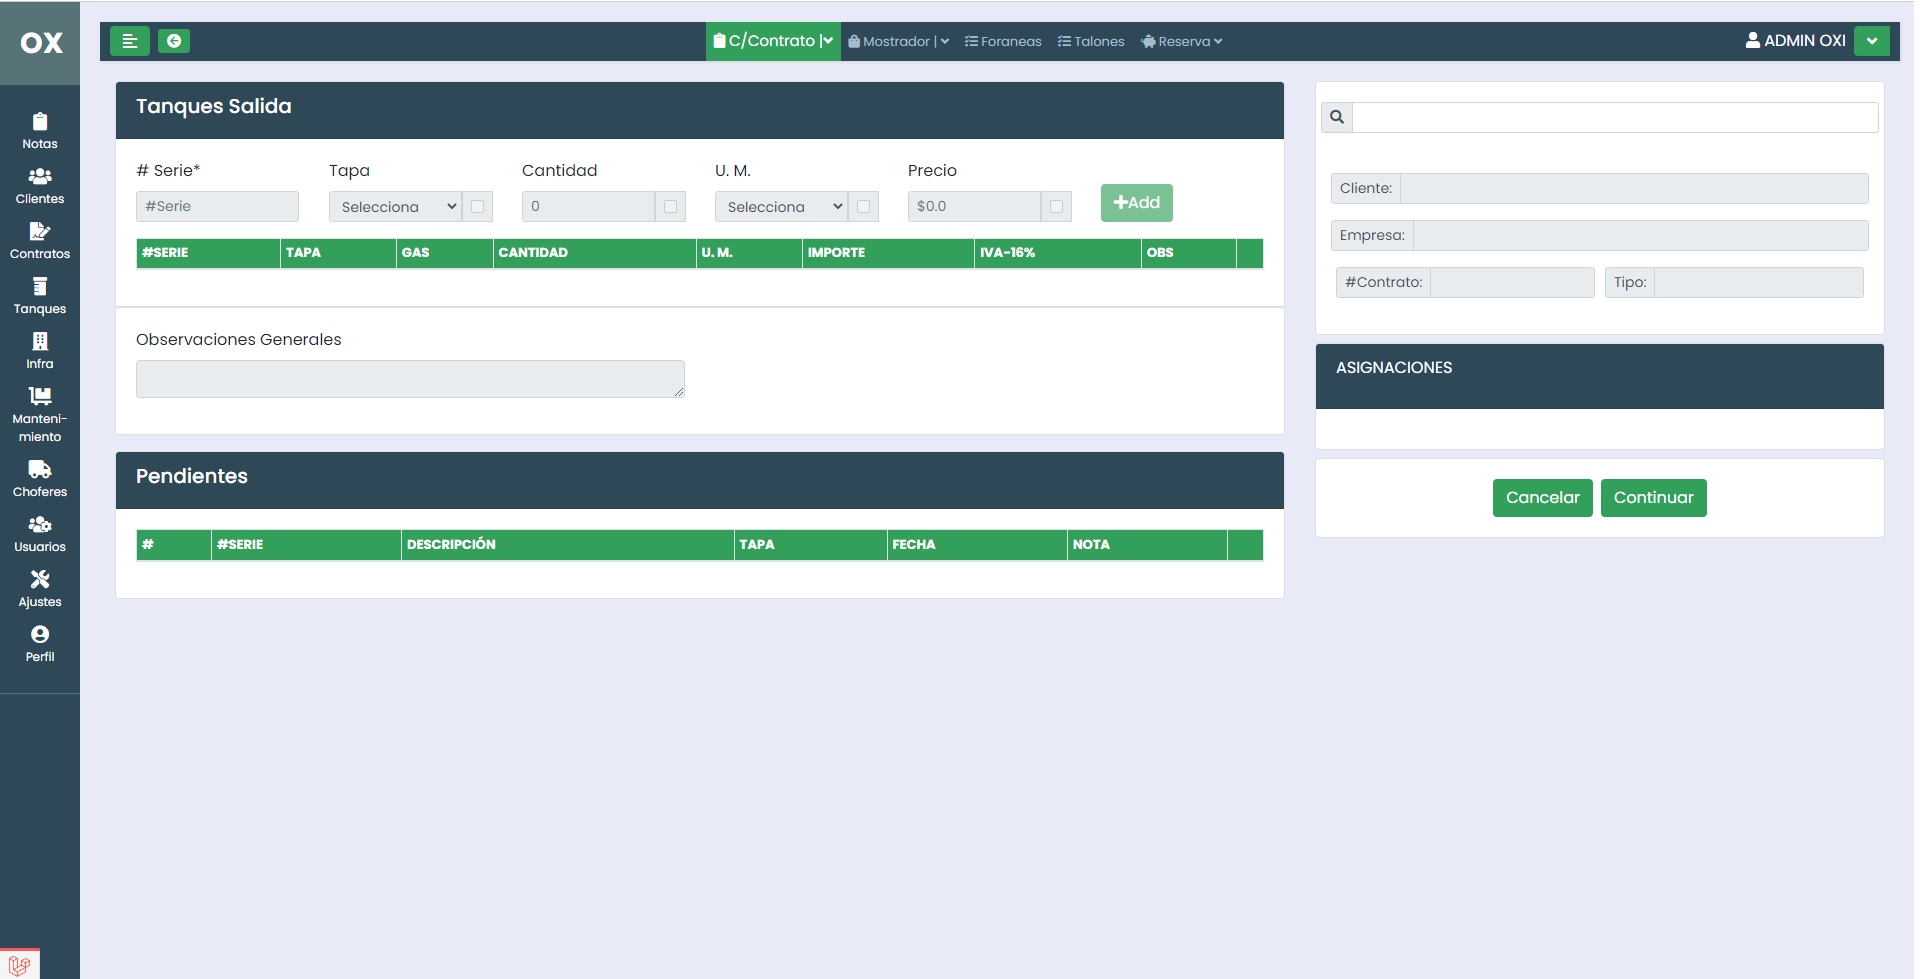 OX
C/Contrato | Mostrador | Foraneas Talones Reserva
ADMIN OXI
Notas
Clientes
Contratos
Tanques
Infra
Manteni-
miento
Choferes
Usuarios
Ajustes
Perfil
Tanques Salida
# Serie* Tapa Cantidad U. M. Precio
#Serie Selecciona 0 Selecciona $0.0 Add
#SERIE TAPA GAS CANTIDAD U. M. IMPORTE IVA-16% OBS
Observaciones Generales
Pendientes
# #SERIE DESCRIPCIÓN TAPA FECHA NOTA
Cliente:
Empresa:
#Contrato: Tipo:
ASIGNACIONES
Cancelar Continuar